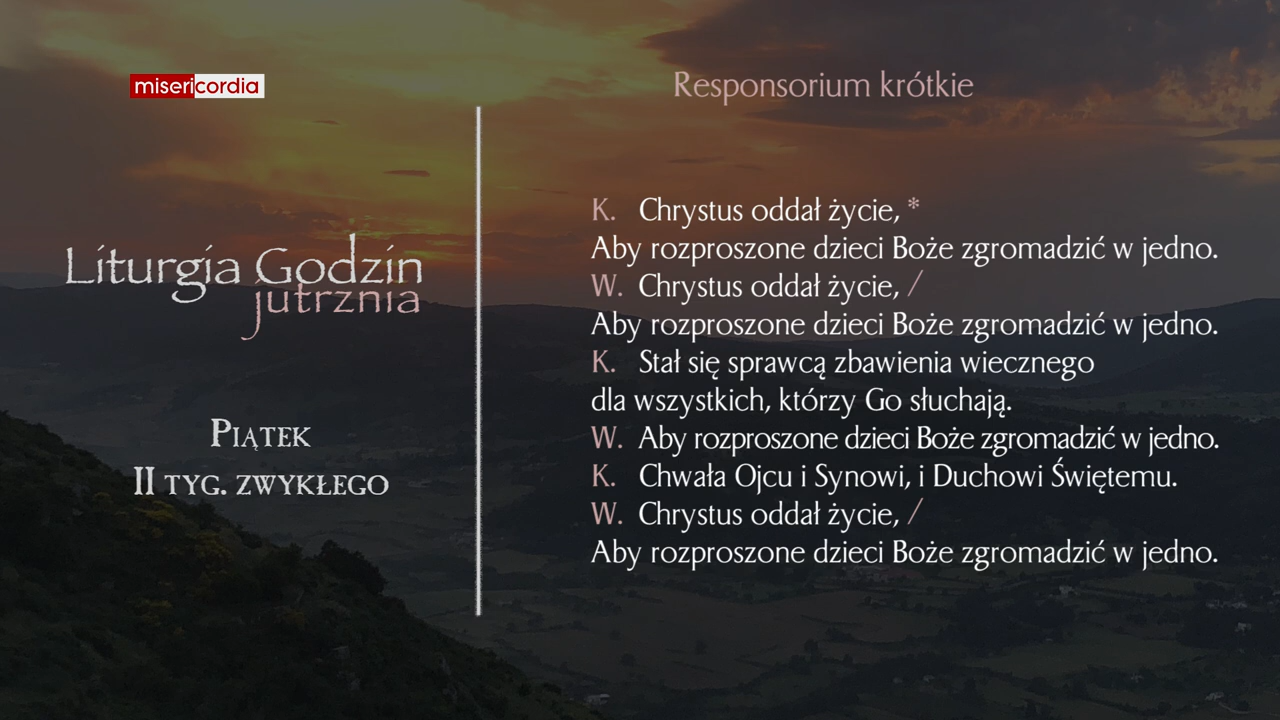 misericordia
Liturgia Godzin
jutrznia
Piątek
II tyg. zwykłego
Responsorium krótkie
K. Chrystus oddał życie, *
Aby rozproszone dzieci Boże zgromadzić w jedno.
W. Chrystus oddał życie, /
Aby rozproszone dzieci Boże zgromadzić w jedno.
K. Stał się sprawcą zbawienia wiecznego
dla wszystkich, którzy Go słuchają.
W. Aby rozproszone dzieci Boże zgromadzić w jedno.
K. Chwała Ojcu i Synowi, i Duchowi Świętemu.
W. Chrystus oddał życie, /
Aby rozproszone dzieci Boże zgromadzić w jedno.